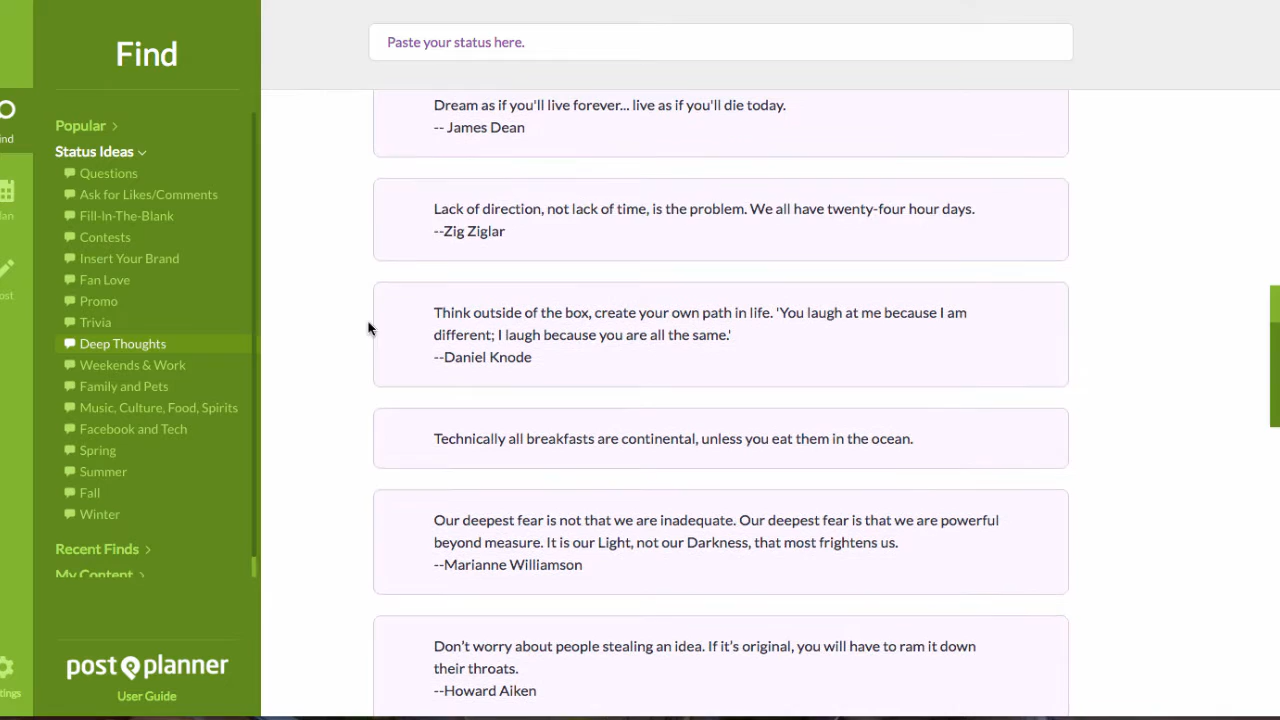 Find
Paste your status here.
Popular
Status Ideas
Questions
Ask for Likes/Comments
Fill-In-The-Blank
Contests
Insert Your Brand
Fan Love
Promo
Trivia
Deep Thoughts
Weekends & Work
Family and Pets
Music, Culture, Food, Spirits
Facebook and Tech
Spring
Summer
Fall
Winter
Recent Finds
My Content
post planner
User Guide
ind
lan
ost
ttings
Dream as if you'll live forever... live as if you'll die today.
-- James Dean
Lack of direction, not lack of time, is the problem. We all have twenty-four hour days.
--Zig Ziglar
Think outside of the box, create your own path in life. 'You laugh at me because I am
different; I laugh because you are all the same.'
--Daniel Knode
Technically all breakfasts are continental, unless you eat them in the ocean.
Our deepest fear is not that we are inadequate. Our deepest fear is that we are powerful
beyond measure. It is our Light, not our Darkness, that most frightens us.
--Marianne Williamson
Don’t worry about people stealing an idea. If it’s original, you will have to ram it down
their throats.
--Howard Aiken